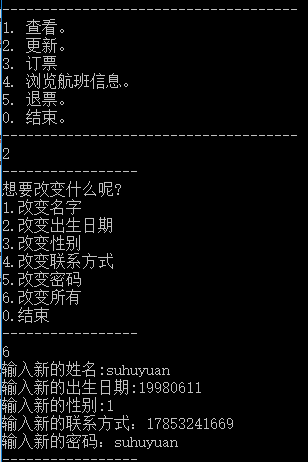 ---------------------------------
1. 查看。
2. 更新。
3. 订票
4. 浏览航班信息。
5. 退票。
0. 结束。
---------------------------------
2
----------------
想要改变什么呢?
1.改变名字
2.改变出生日期
3.改变性别
4.改变联系方式
5.改变密码
6.改变所有
0.结束
----------------
6
输入新的姓名:suhuyuan
输入新的出生日期:19980611
输入新的性别:1
输入新的联系方式：17853241669
输入新的密码：suhuyuan
----------------